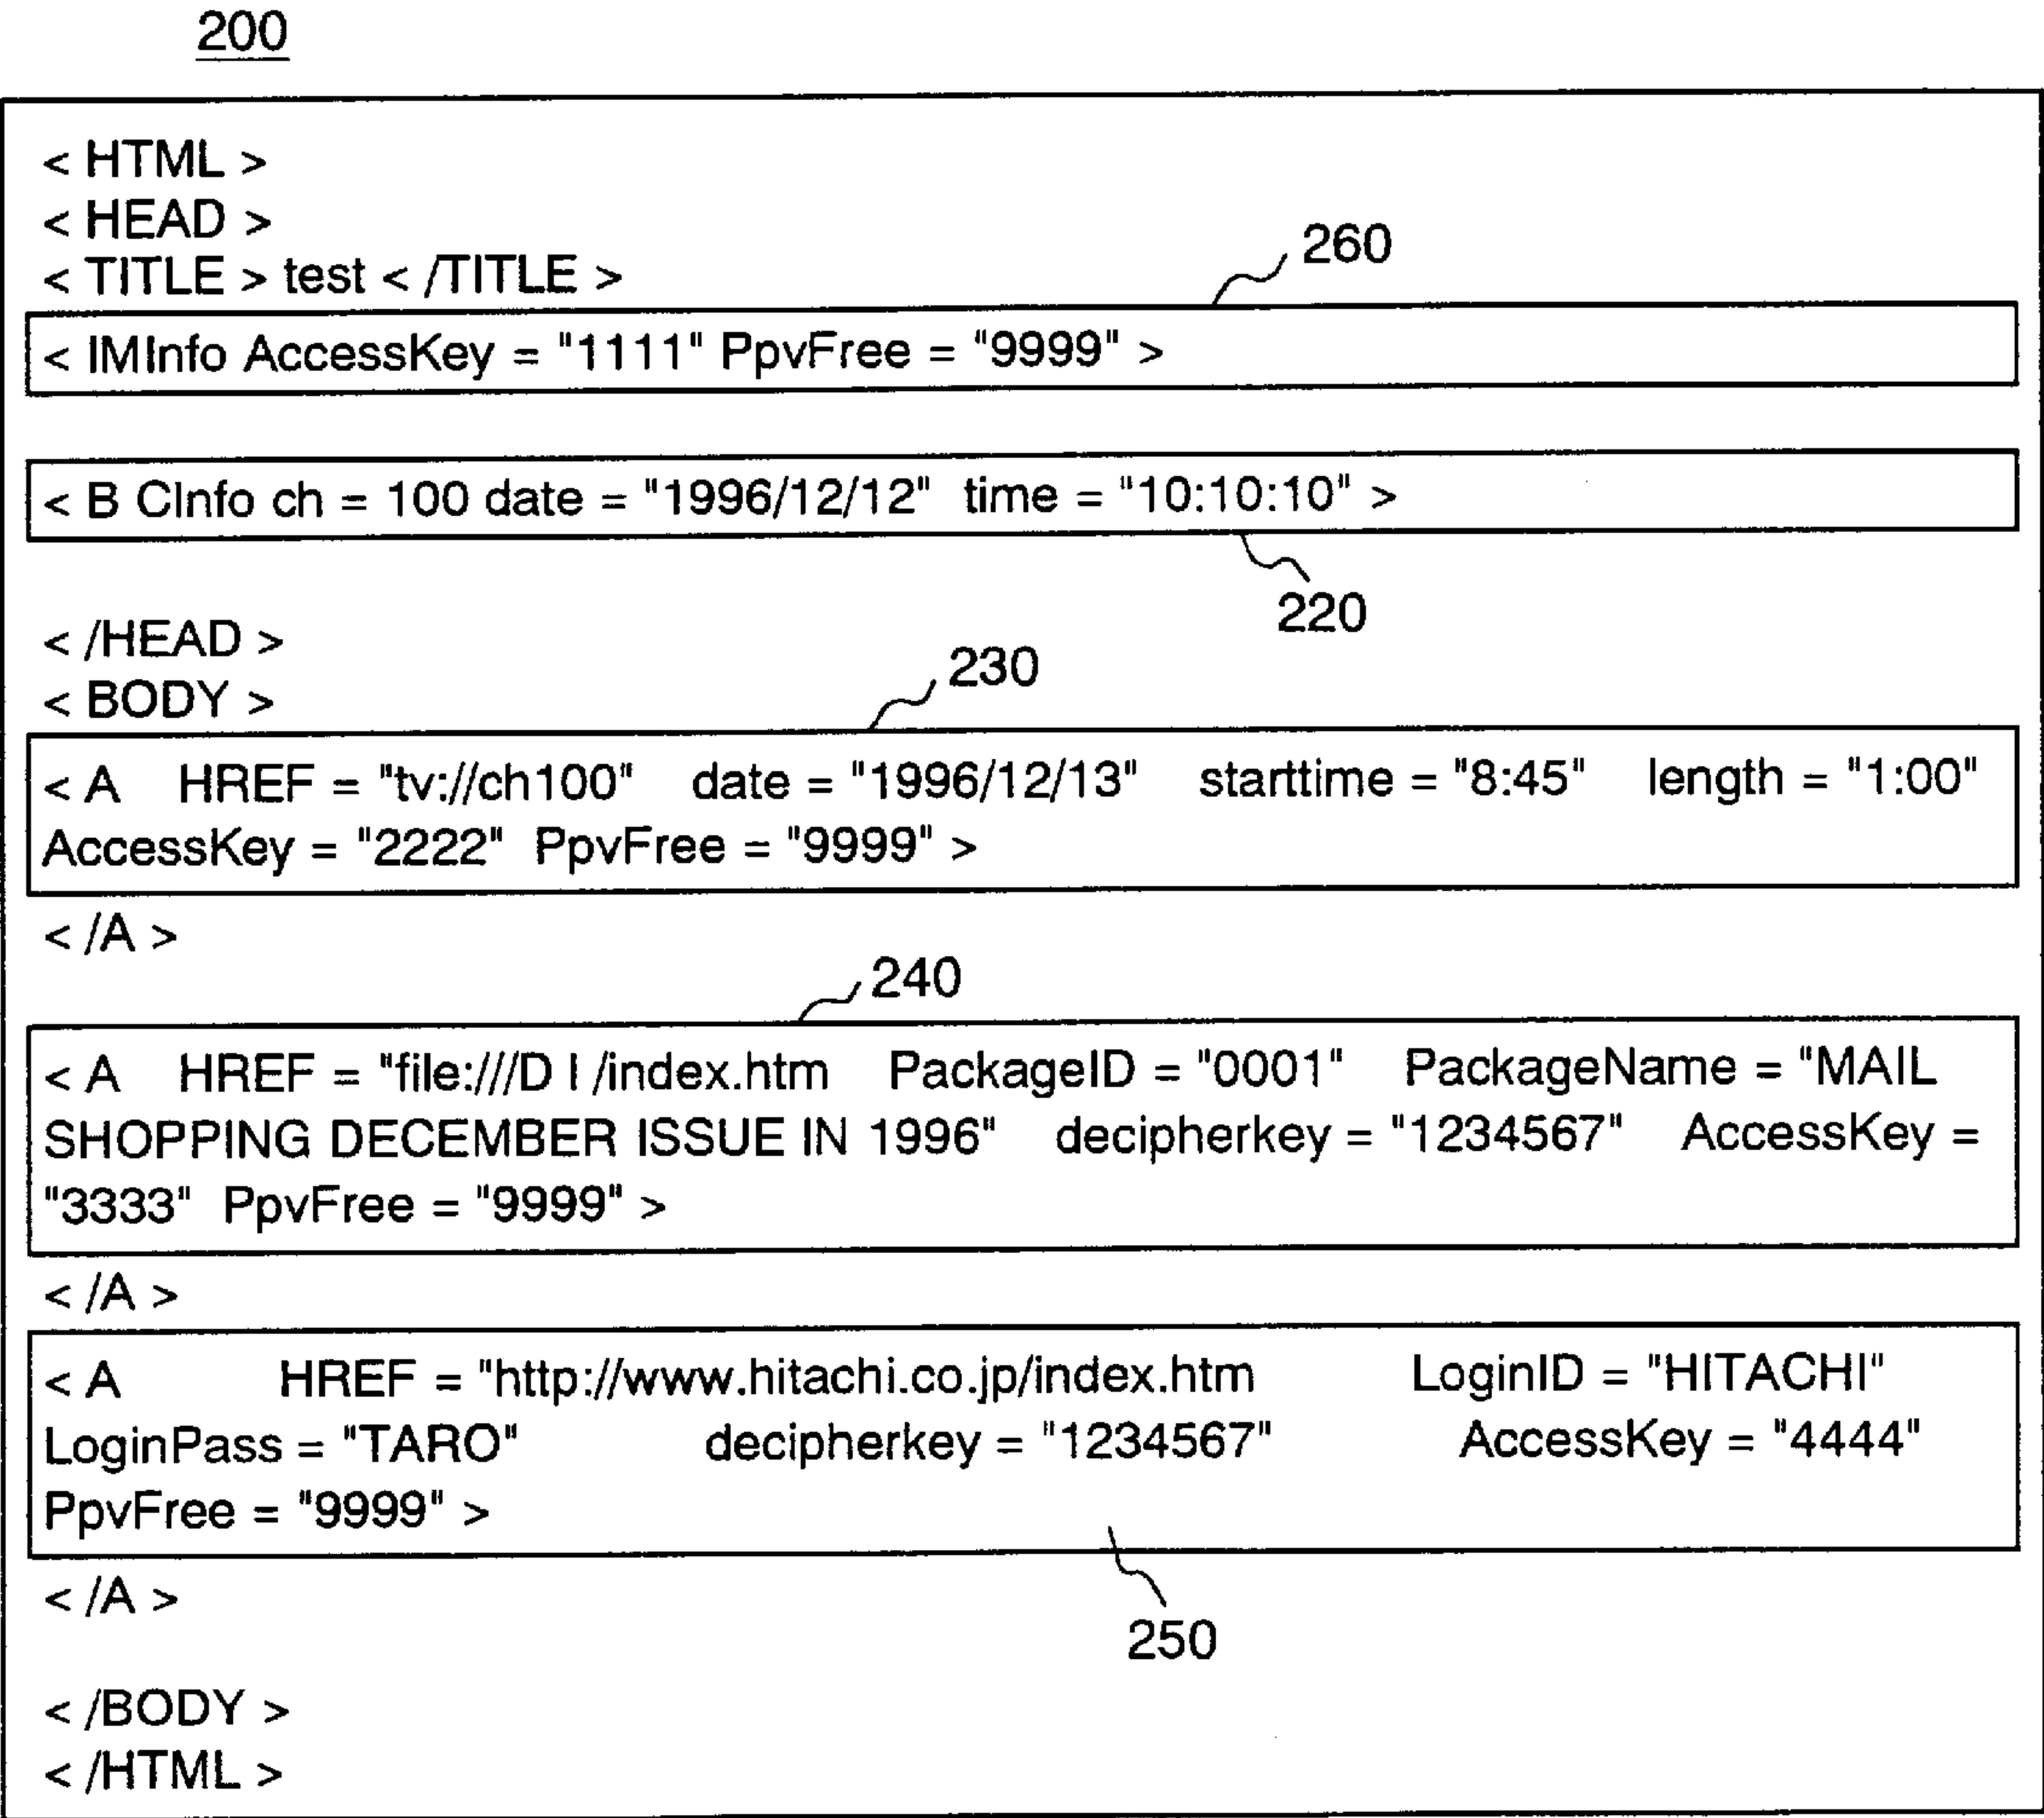 200
< HTML >
< HEAD >
260
< TITLE > test < /TITLE >
< IMInfo AccessKey = "1111" PpvFree = "9999" >
< B CInfo ch = 100 date = "1996/12/12" time = "10:10:10" >
220
< /HEAD >
230
< BODY >
< A HREF = "tv://ch100" date = "1996/12/13" starttime = "8:45" length = "1:00"
AccessKey = "2222" PpvFree = "9999" >
< /A >
240
< A HREF = "file:///D I /index.htm PackageID = "0001" PackageName = "MAIL
SHOPPING DECEMBER ISSUE IN 1996" decipherkey = "1234567" AccessKey =
"3333" PpvFree = "9999" >
< /A >
< A HREF = "http://www.hitachi.co.jp/index.htm LoginID = "HITACHI"
LoginPass = "TARO" decipherkey = "1234567" AccessKey = "4444"
PpvFree = "9999" >
< /A >
250
< /BODY >
< /HTML >